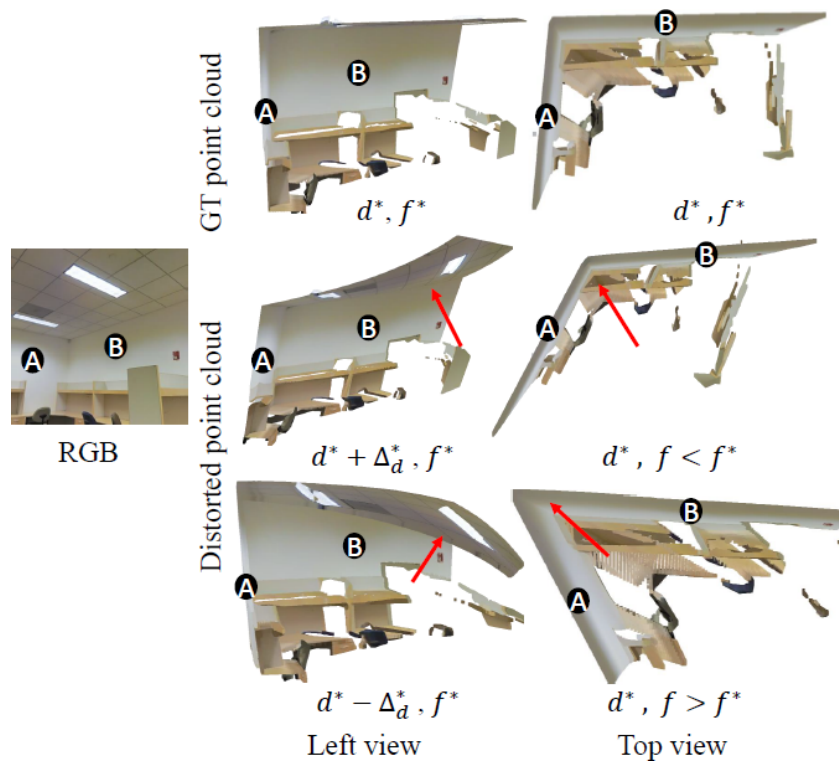 GT point cloud
A
B
d*, f*
A
B
d*, f*
A
B
RGB
Distorted point cloud
A
B
d* + Δ*_d , f*
A
B
d* , f < f*
A
B
d* − Δ*_d , f*
A
B
d* , f > f*
Left view
Top view